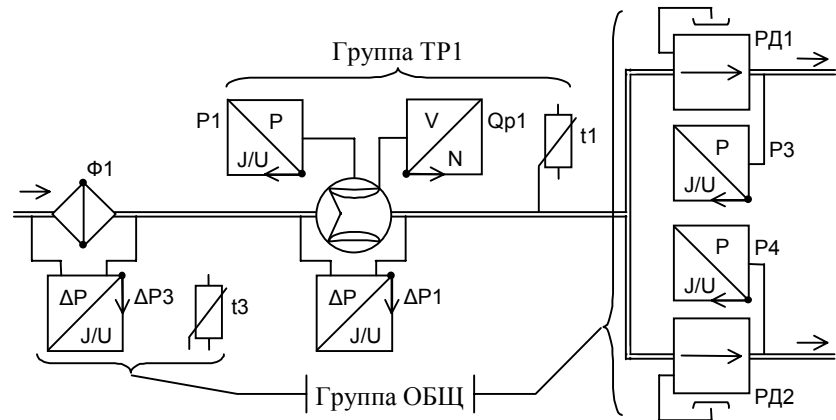 Группа ТР1
РД1
P1
P
J/U
V
N
Qp1
t1
P
J/U
P3
Ф1
P
J/U
P4
ΔP
J/U
ΔP3
t3
ΔP
J/U
ΔP1
Группа ОБЩ
РД2